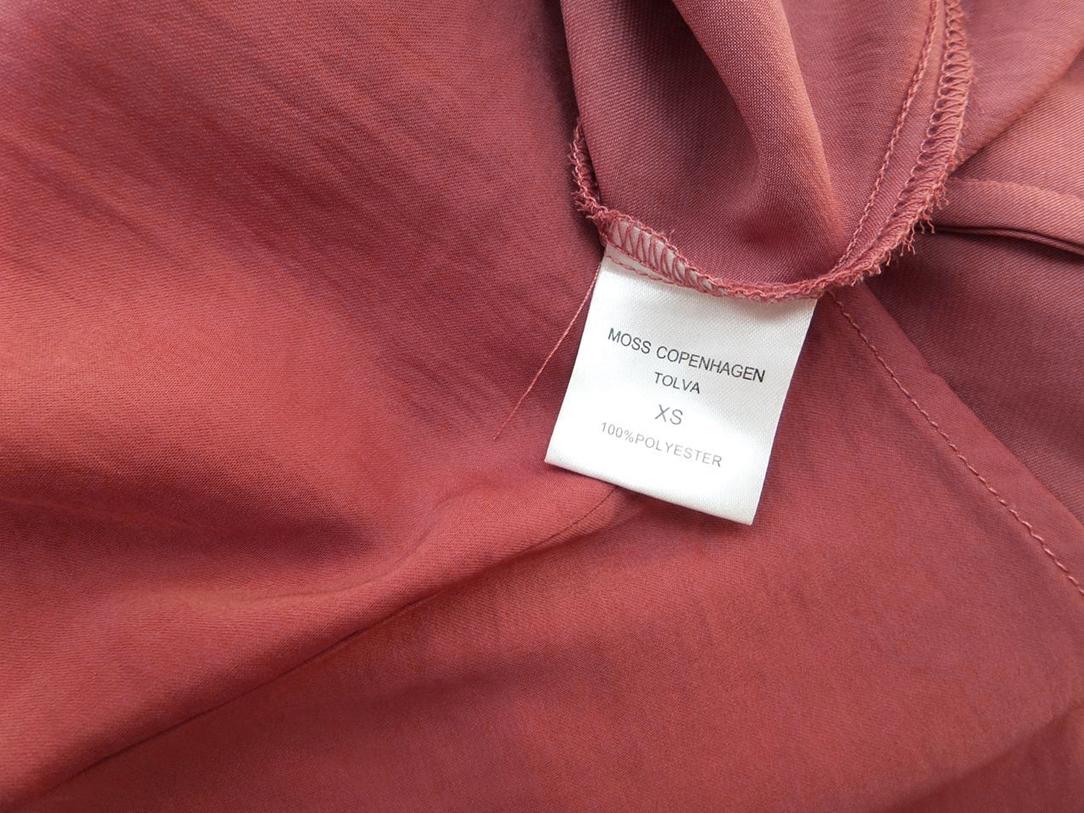 MOSS COPENHAGEN
TOLVA
XS
100%POLYESTER